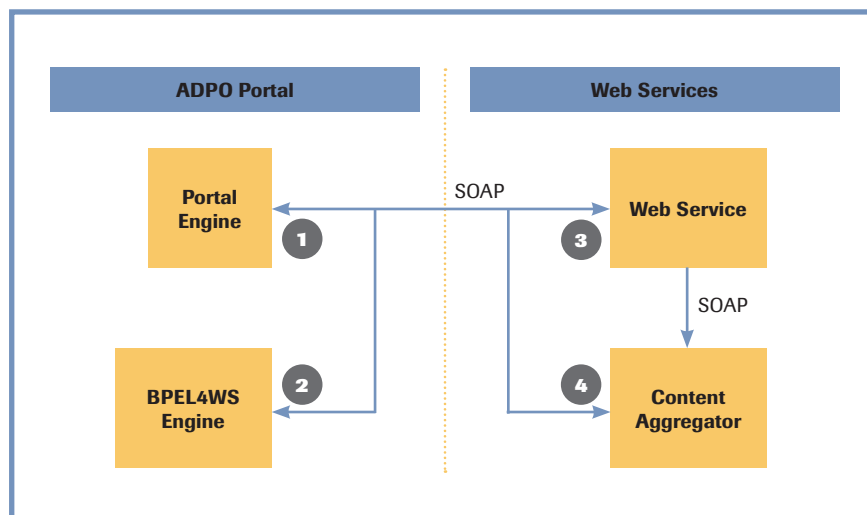 ADPO Portal
Web Services
Portal
Engine
SOAP
Web Service
1
3
SOAP
BPEL4WS
Engine
2
4
Content
Aggregator